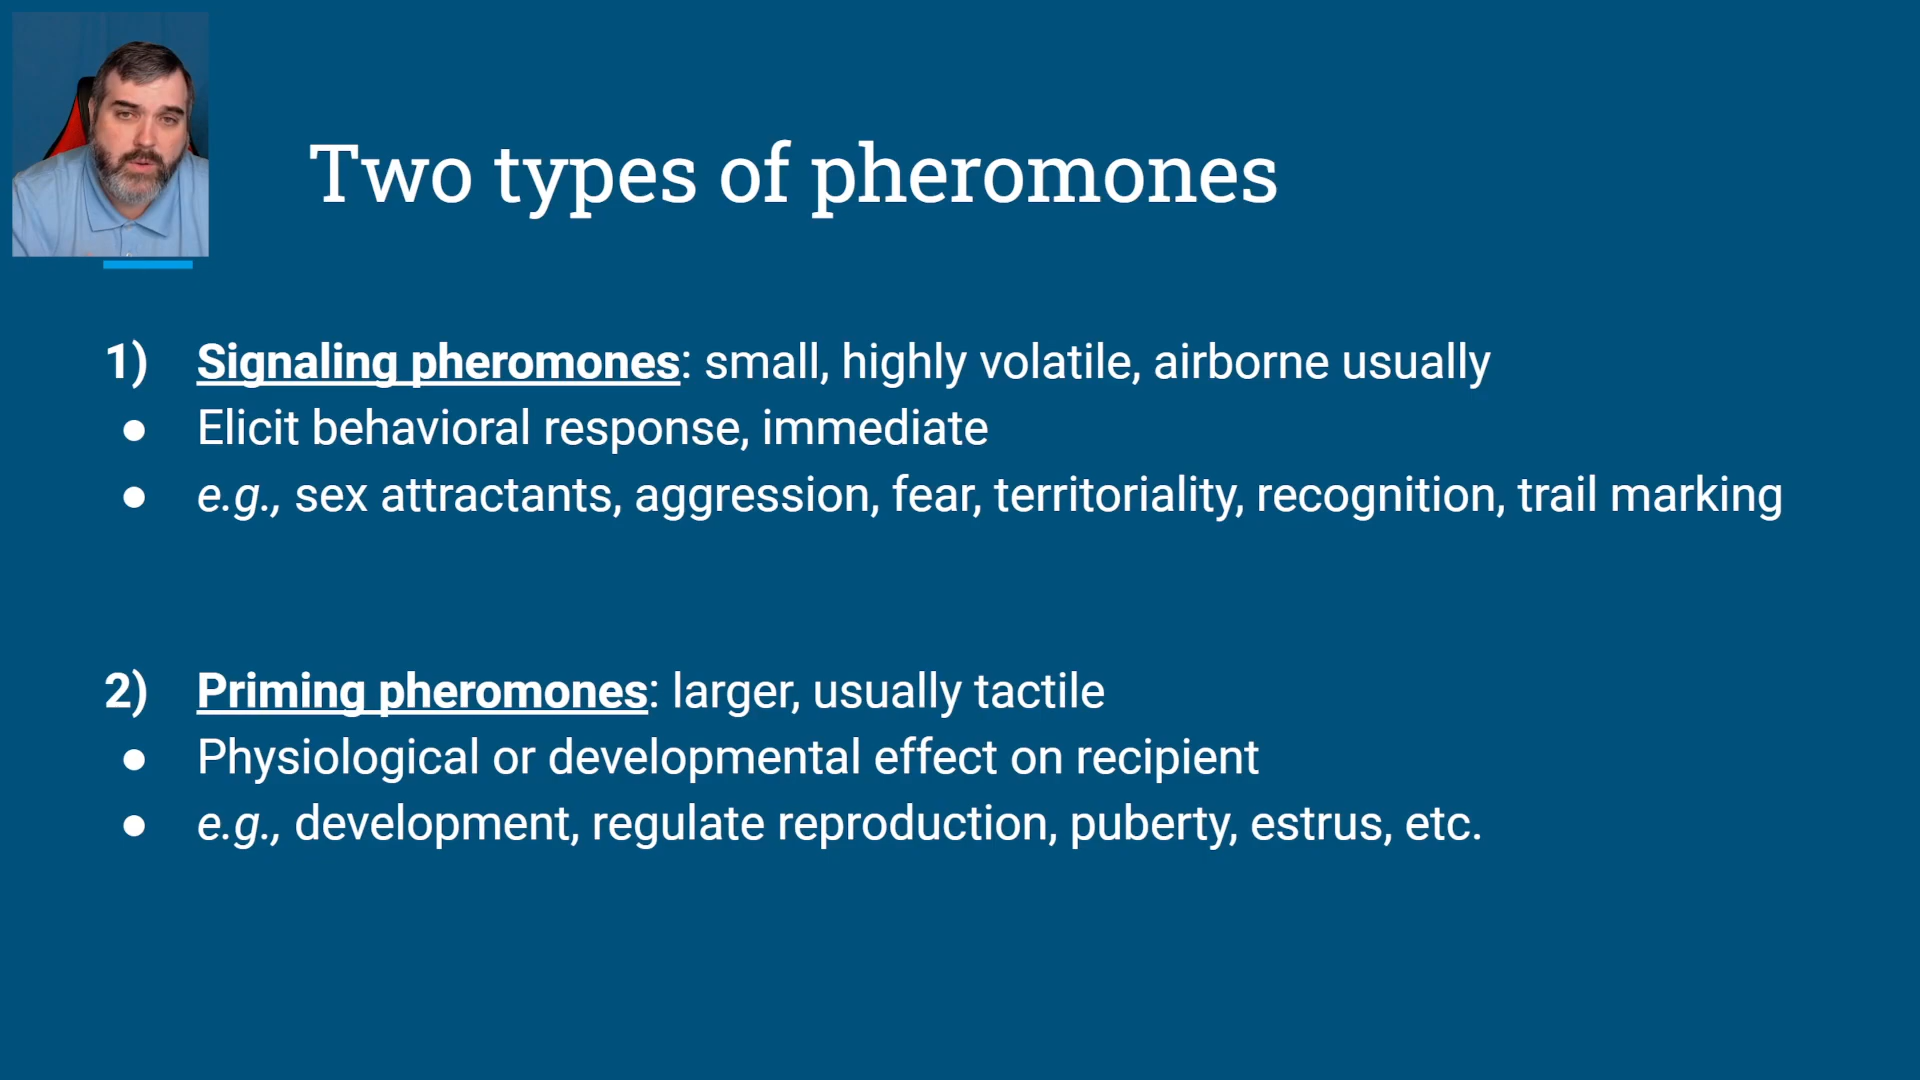 Two types of pheromones
1) Signaling pheromones: small, highly volatile, airborne usually
● Elicit behavioral response, immediate
● e.g., sex attractants, aggression, fear, territoriality, recognition, trail marking
2) Priming pheromones: larger, usually tactile
● Physiological or developmental effect on recipient
● e.g., development, regulate reproduction, puberty, estrus, etc.